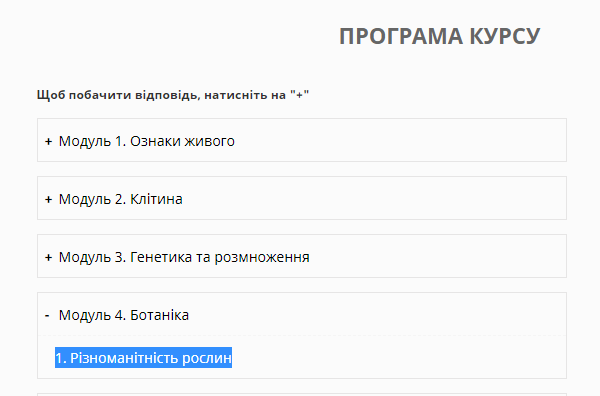 ПРОГРАМА КУРСУ
Щоб побачити відповідь, натисніть на "+"
+ Модуль 1. Ознаки живого
+ Модуль 2. Клітина
+ Модуль 3. Генетика та розмноження
- Модуль 4. Ботаніка
1. Різноманітність рослин